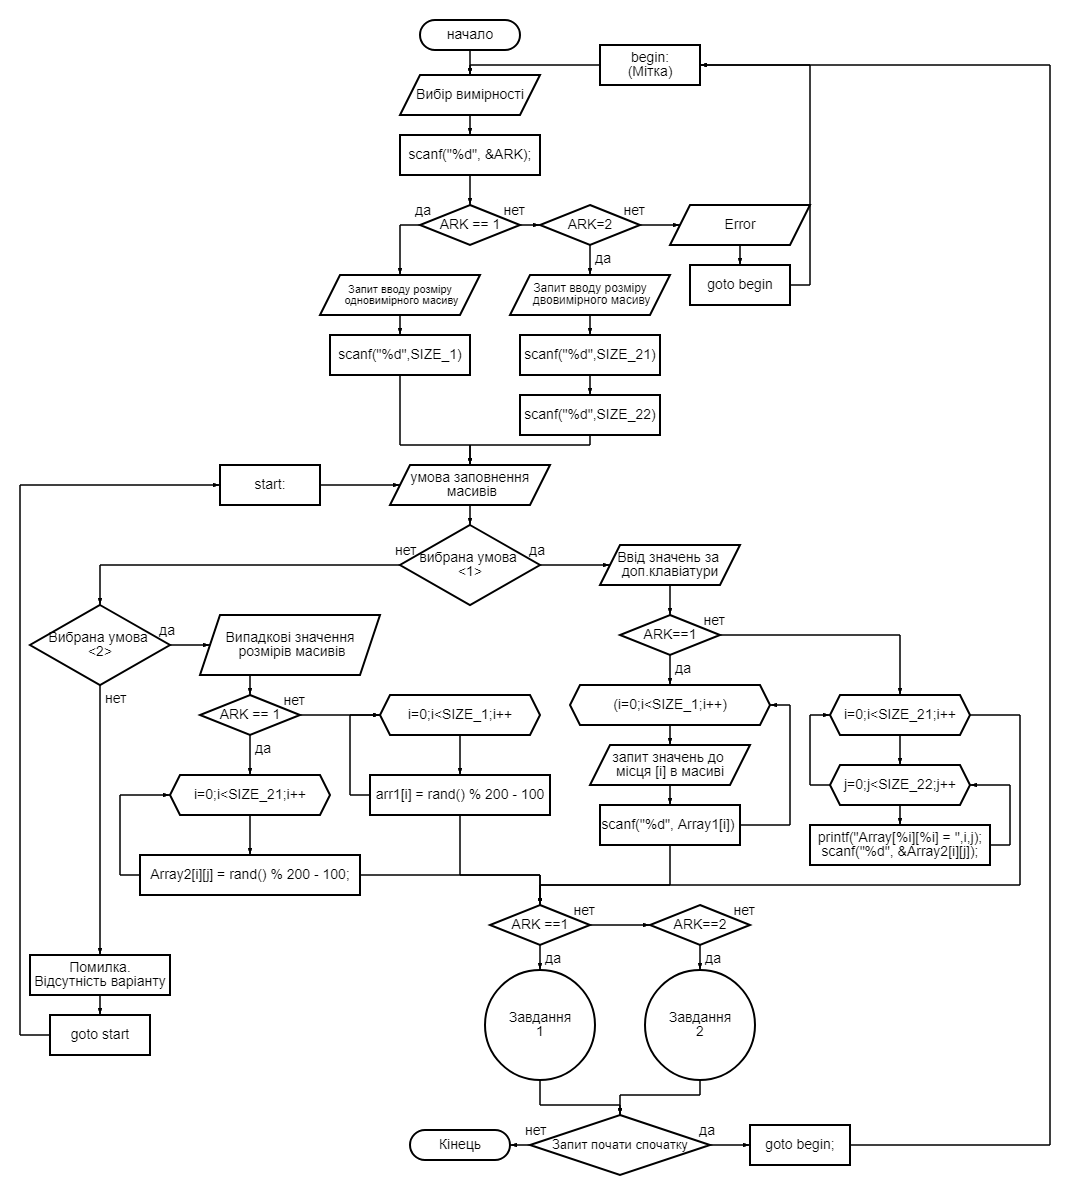 начало
begin:
(Мітка)
Вибір вимірності
scanf("%d", &ARK);
да
ARK == 1
нет
ARK=2
нет
Error
да
goto begin
Запит вводу розміру
одновимірного масиву
Запит вводу розміру
двовимірного масиву
scanf("%d",SIZE_1)
scanf("%d",SIZE_21)
scanf("%d",SIZE_22)
start:
умова заповнення
масивів
нет
вибрана умова
<1>
да
Ввід значень за
доп.клавіатури
Вибрана умова
<2>
да
нет
Випадкові значення
розмірів масивів
ARK==1
нет
да
ARK == 1
нет
да
i=0;i<SIZE_1;i++
(i=0;i<SIZE_1;i++)
i=0;i<SIZE_21;i++
запит значень до
місця [i] в масиві
j=0;j<SIZE_22;j++
i=0;i<SIZE_21;i++
arr1[i] = rand() % 200 - 100
scanf("%d", Array1[i])
printf("Array[%i][%i] = ",i,j);
scanf("%d", &Array2[i][j]);
Array2[i][j] = rand() % 200 - 100;
ARK ==1
нет
да
ARK==2
нет
да
Помилка.
Відсутність варіанту
goto start
Завдання
1
Завдання
2
Кінець
нет
Запит почати спочатку
да
goto begin;